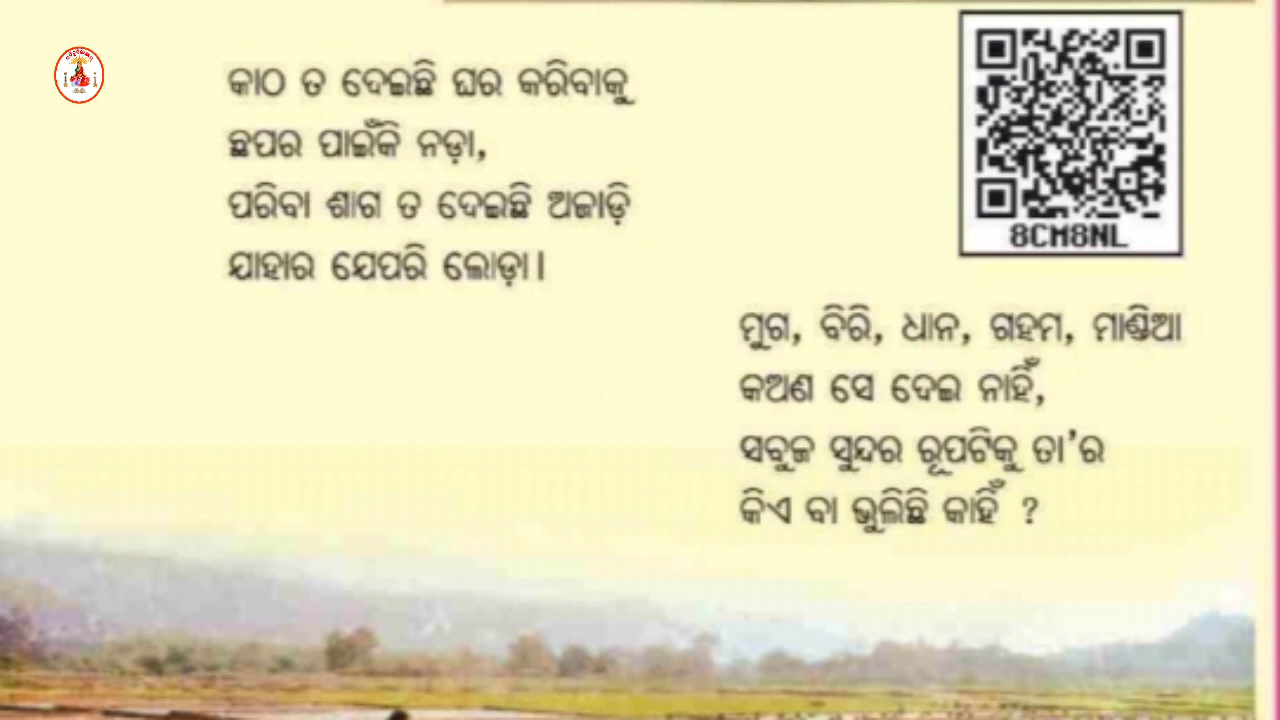 କାଠ ତ ଦେଇଛି ଘର କରିବାକୁ
ଛପର ପାଇଁକି ନଡ଼ା,
ପରିବା ଶାଗ ତ ଦେଇଛି ଅଜାଡ଼ି
ଯାହାର ଯେପରି ଲୋଡ଼ା।
8CM8NL
ମୁଗ, ବିରି, ଧାନ, ଗହମ, ମାଣ୍ଡିଆ
କଅଣ ସେ ଦେଇ ନାହିଁ,
ସବୁଜ ସୁନ୍ଦର ରୂପଟିକୁ ତା’ର
କିଏ ବା ଭୁଲିଛି କାହିଁ ?